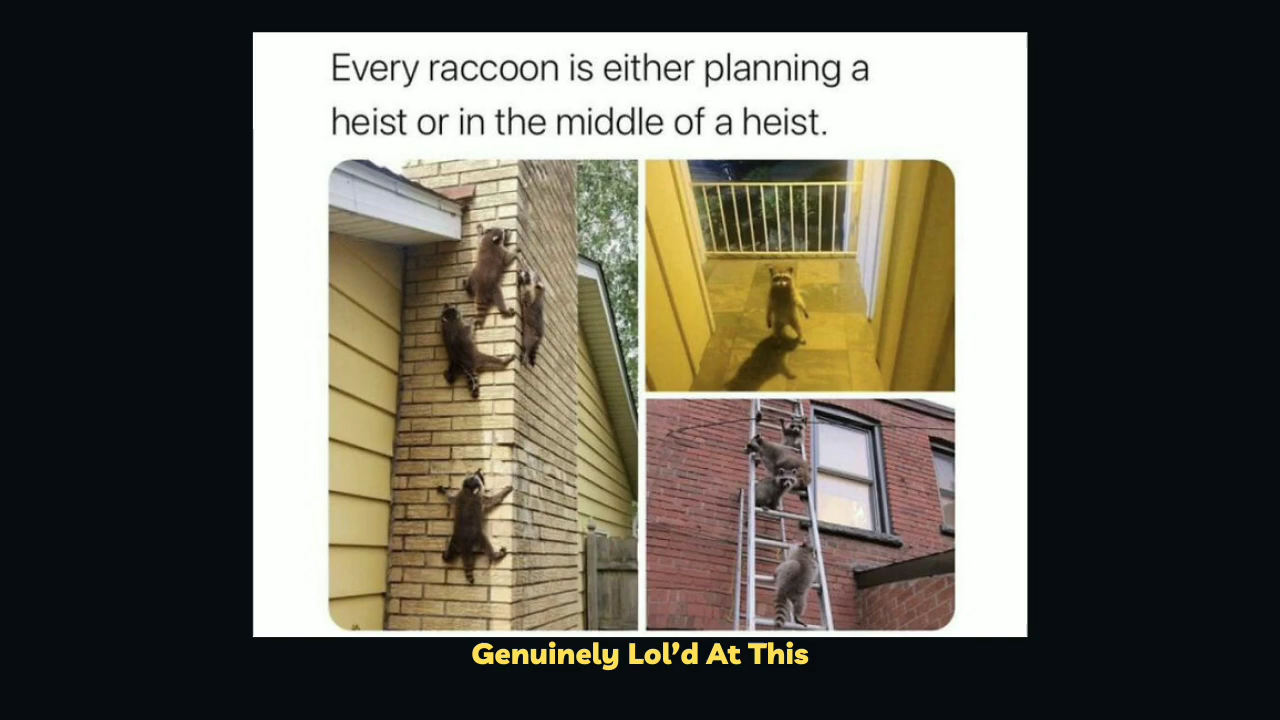 Every raccoon is either planning a
heist or in the middle of a heist.
Genuinely Lol’d At This